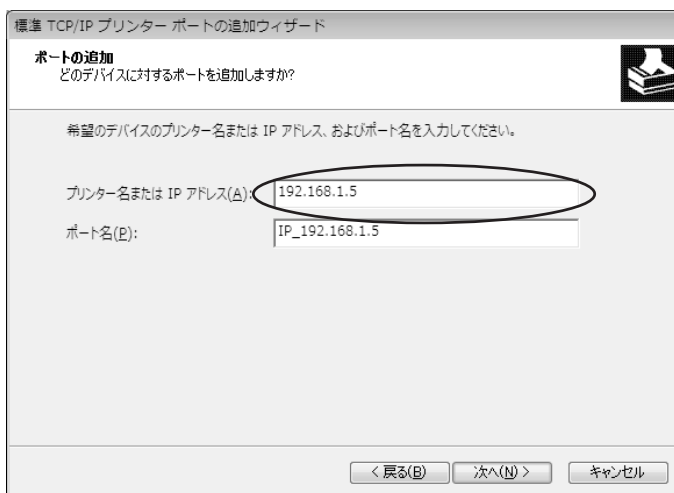 標準 TCP/IP プリンター ポートの追加ウィザード
ポートの追加
どのデバイスに対するポートを追加しますか?
希望のデバイスのプリンター名または IP アドレス、およびポート名を入力してください。
プリンター名または IP アドレス(A): 192.168.1.5
ポート名(P): IP_192.168.1.5
< 戻る(B) 次へ(N) > キャンセル